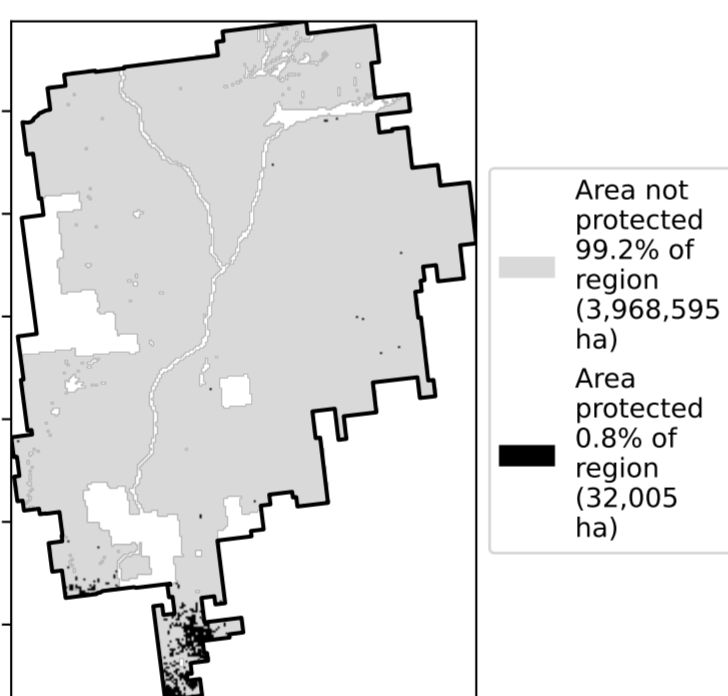 Area not
protected
99.2% of
region
(3,968,595
ha)
Area
protected
0.8% of
region
(32,005
ha)